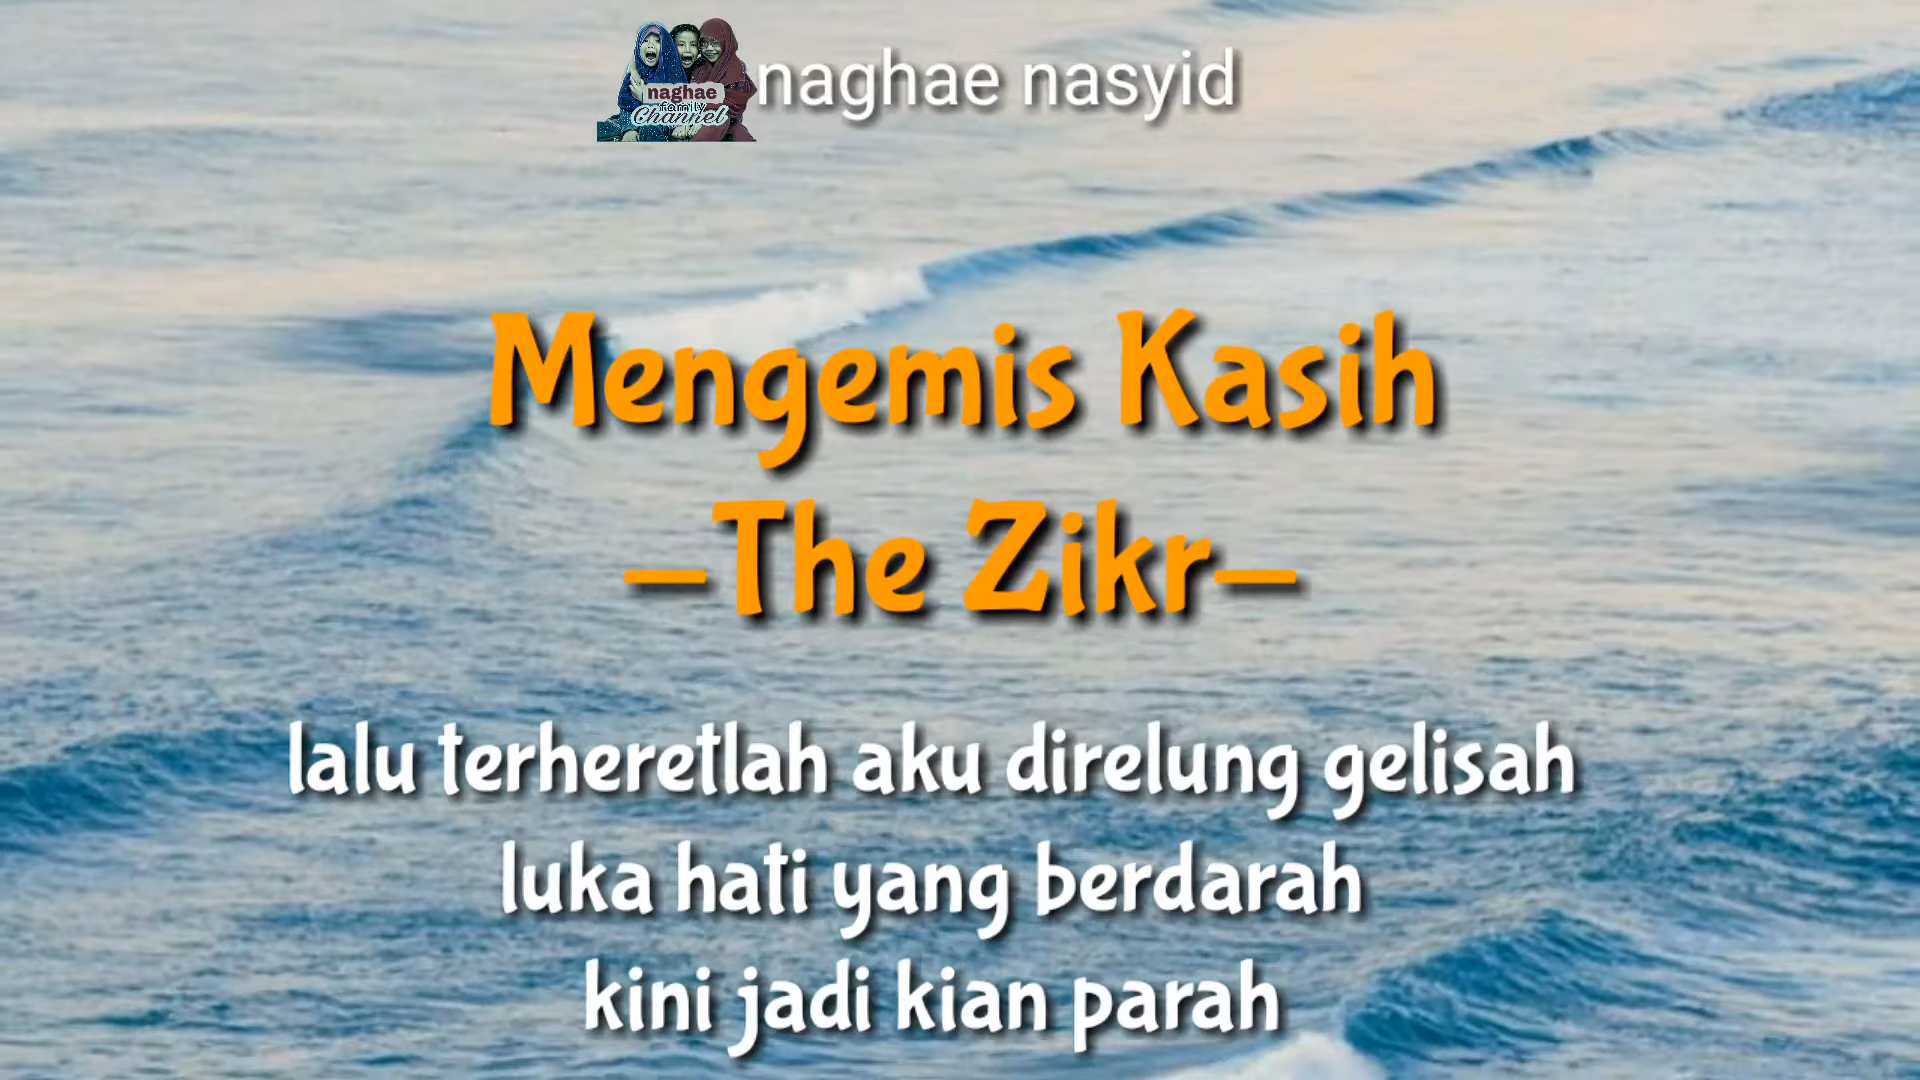 naghae nasyid
naghae
family
Channel
Mengemis Kasih
-The Zikr-
lalu terheretlah aku direlung gelisah
luka hati yang berdarah
kini jadi kian parah